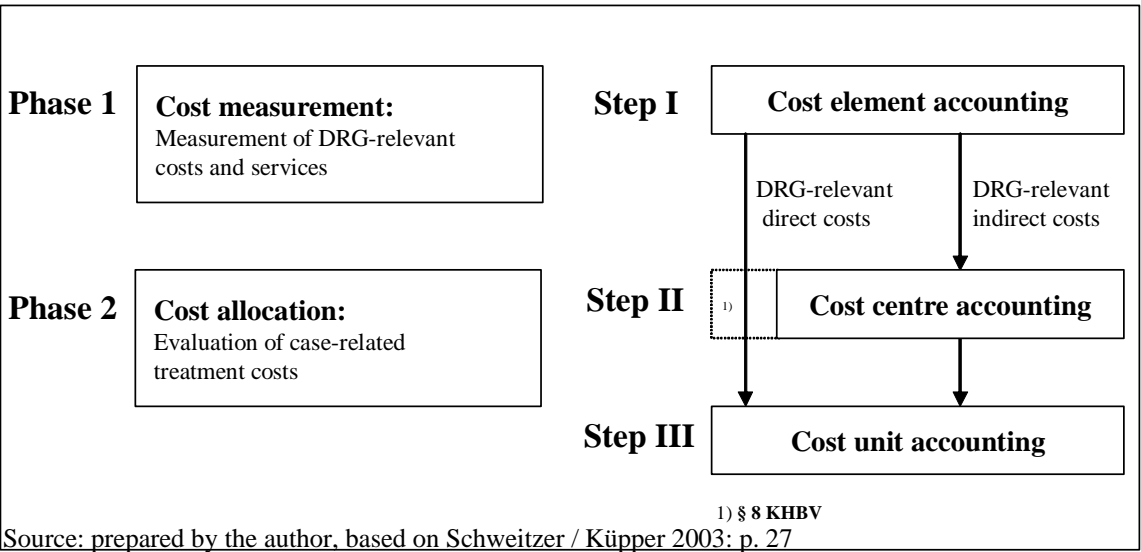 Phase 1
Cost measurement:
Measurement of DRG-relevant
costs and services
Phase 2
Cost allocation:
Evaluation of case-related
treatment costs
Step I
Cost element accounting
DRG-relevant
direct costs
DRG-relevant
indirect costs
Step II
1)
Cost centre accounting
Step III
Cost unit accounting
1) § 8 KHBV
Source: prepared by the author, based on Schweitzer / Küpper 2003: p. 27